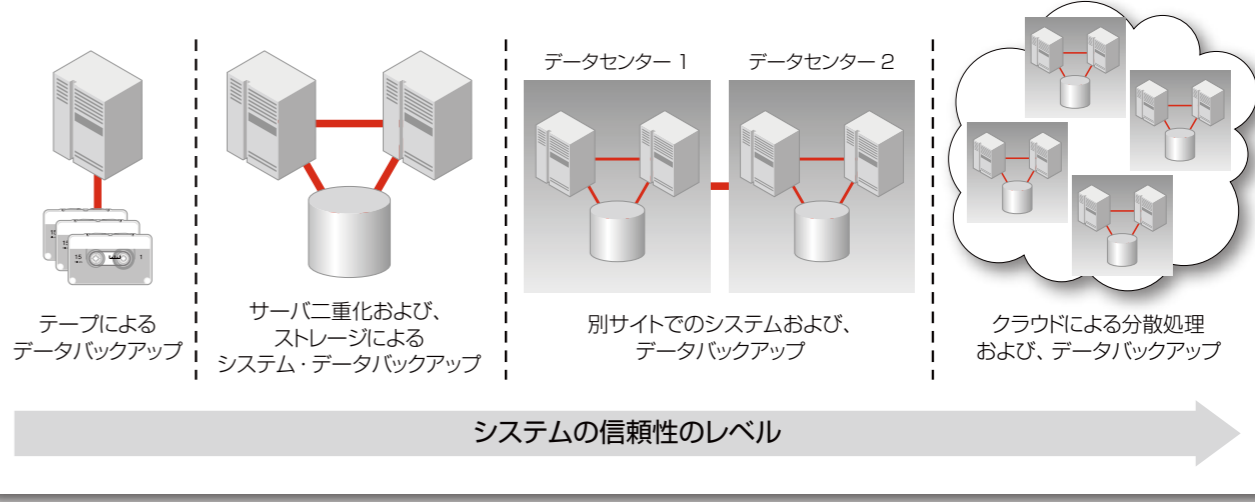 データセンター 1
データセンター 2
15
15
15
1
テープによる
データバックアップ
サーバ二重化および、
ストレージによる
システム・データバックアップ
別サイトでのシステムおよび、
データバックアップ
クラウドによる分散処理
および、データバックアップ
システムの信頼性のレベル